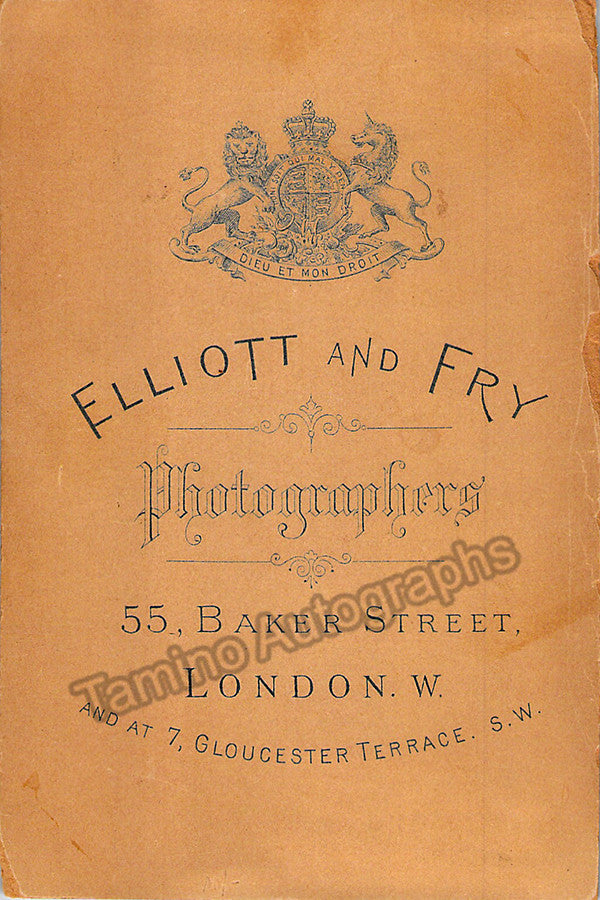 DIEU ET MON DROIT
ELLIOTT AND FRY
Photographers
55., BAKER STREET,
LONDON. W.
AND AT 7, GLOUCESTER TERRACE. S.W.
Tamino Autographs